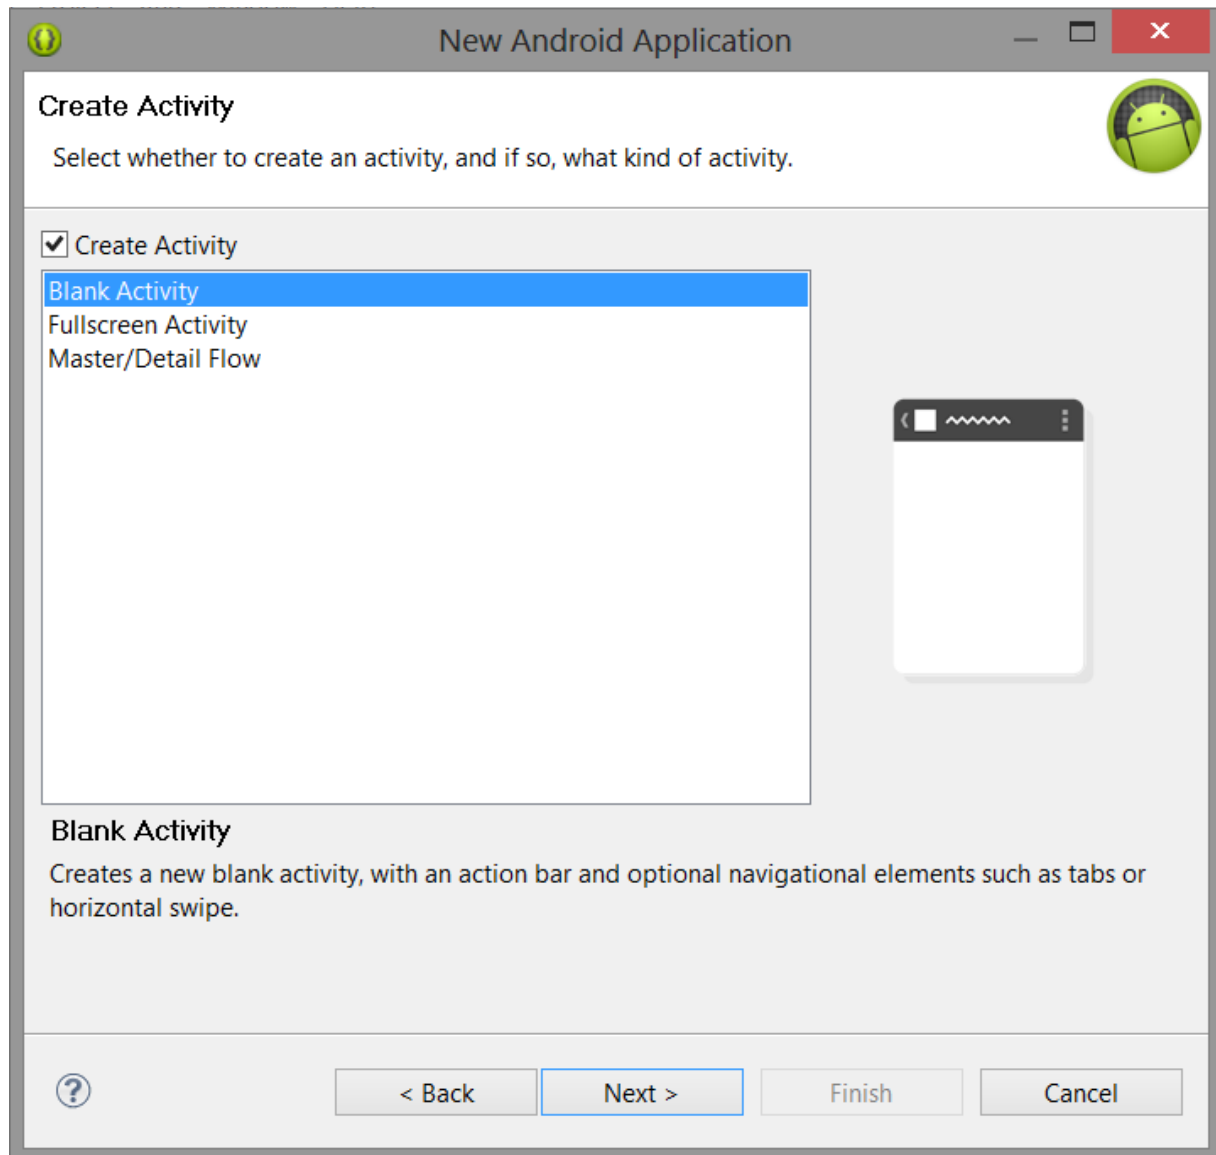 New Android Application
Create Activity
Select whether to create an activity, and if so, what kind of activity.
Create Activity
Blank Activity
Fullscreen Activity
Master/Detail Flow
Blank Activity
Creates a new blank activity, with an action bar and optional navigational elements such as tabs or
horizontal swipe.
< Back
Next >
Finish
Cancel